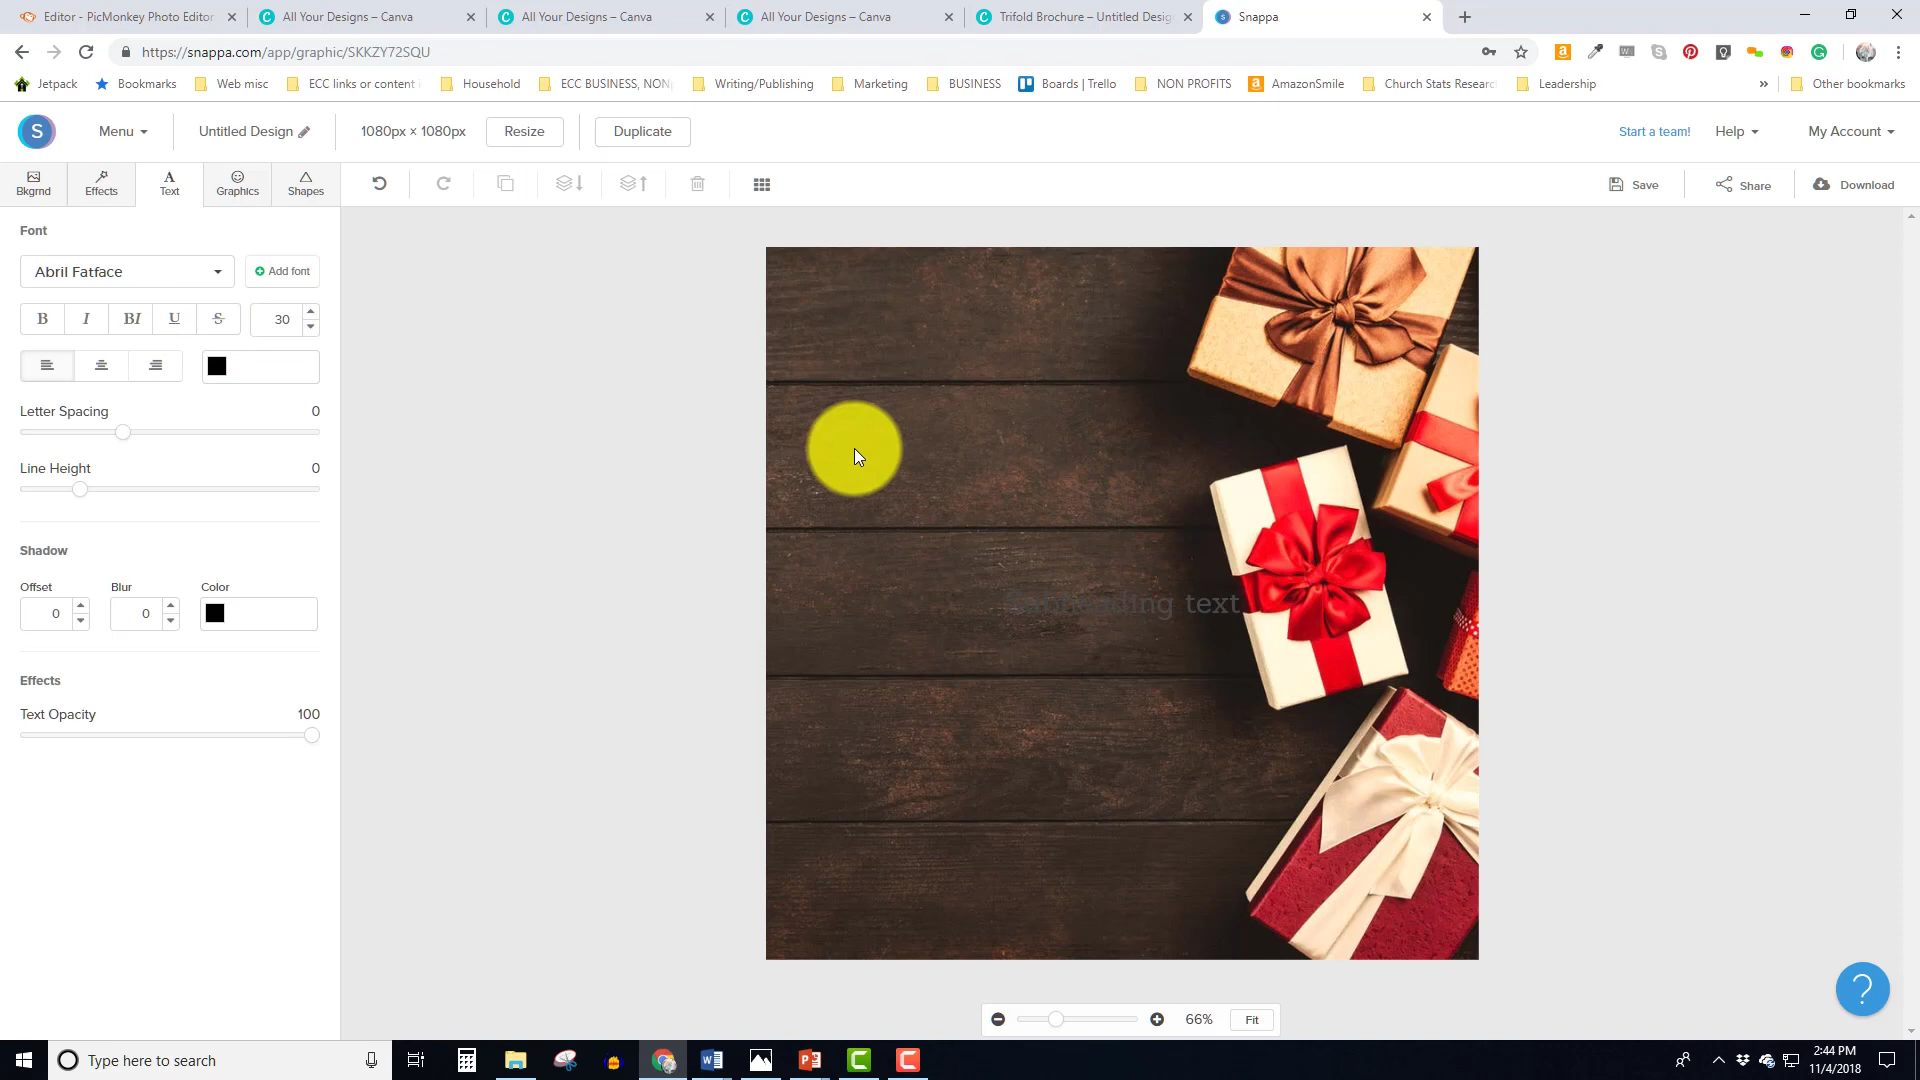 Editor - PicMonkey Photo Editor
All Your Designs – Canva
All Your Designs – Canva
All Your Designs – Canva
Trifold Brochure – Untitled Desig
Snappa
https://snappa.com/app/graphic/SKKZY72SQU
Jetpack
Bookmarks
Web misc
ECC links or content i
Household
ECC BUSINESS, NON
Writing/Publishing
Marketing
BUSINESS
Boards | Trello
NON PROFITS
AmazonSmile
Church Stats Researc
Leadership
»
Other bookmarks
S
Menu
Untitled Design
1080px × 1080px
Resize
Duplicate
Start a team!
Help
My Account
Bkgrnd
Effects
Text
Graphics
Shapes
Save
Share
Download
Font
Abril Fatface
Add font
B I BI U S 30
Letter Spacing 0
Line Height 0
Shadow
Offset Blur Color
0 0
Effects
Text Opacity 100
Subheading text
66%
Fit
?
Type here to search
2:44 PM
11/4/2018